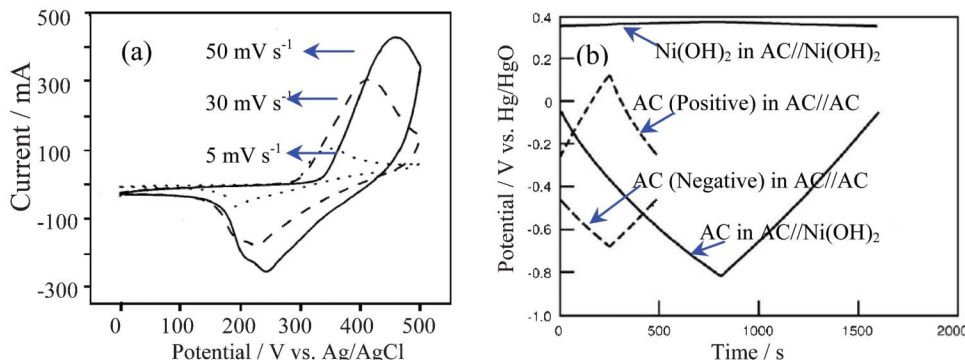 (a)
50 mV s⁻¹
30 mV s⁻¹
5 mV s⁻¹
Current / mA
500
300
100
-100
-300
0 100 200 300 400 500
Potential / V vs. Ag/AgCl
(b)
Ni(OH)₂ in AC//Ni(OH)₂
AC (Positive) in AC//AC
AC (Negative) in AC//AC
AC in AC//Ni(OH)₂
Potential / V vs. Hg/HgO
0.4
0.2
0
-0.2
-0.4
-0.6
-0.8
-1.0
0 500 1000 1500 2000
Time / s